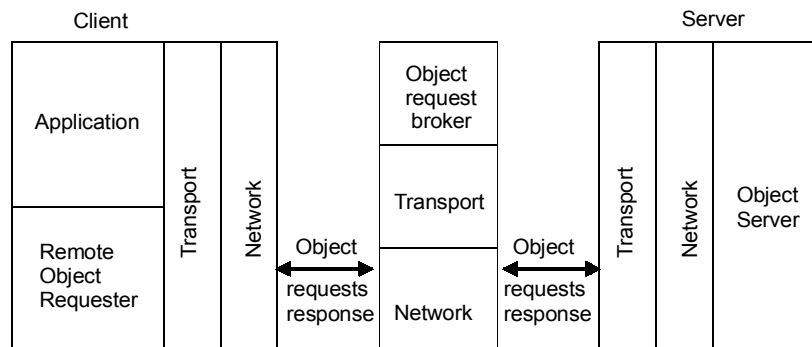 Client
Server
Application
Remote
Object
Requester
Transport
Network
Object
requests
response
Object
request
broker
Transport
Network
Object
requests
response
Transport
Network
Object
Server